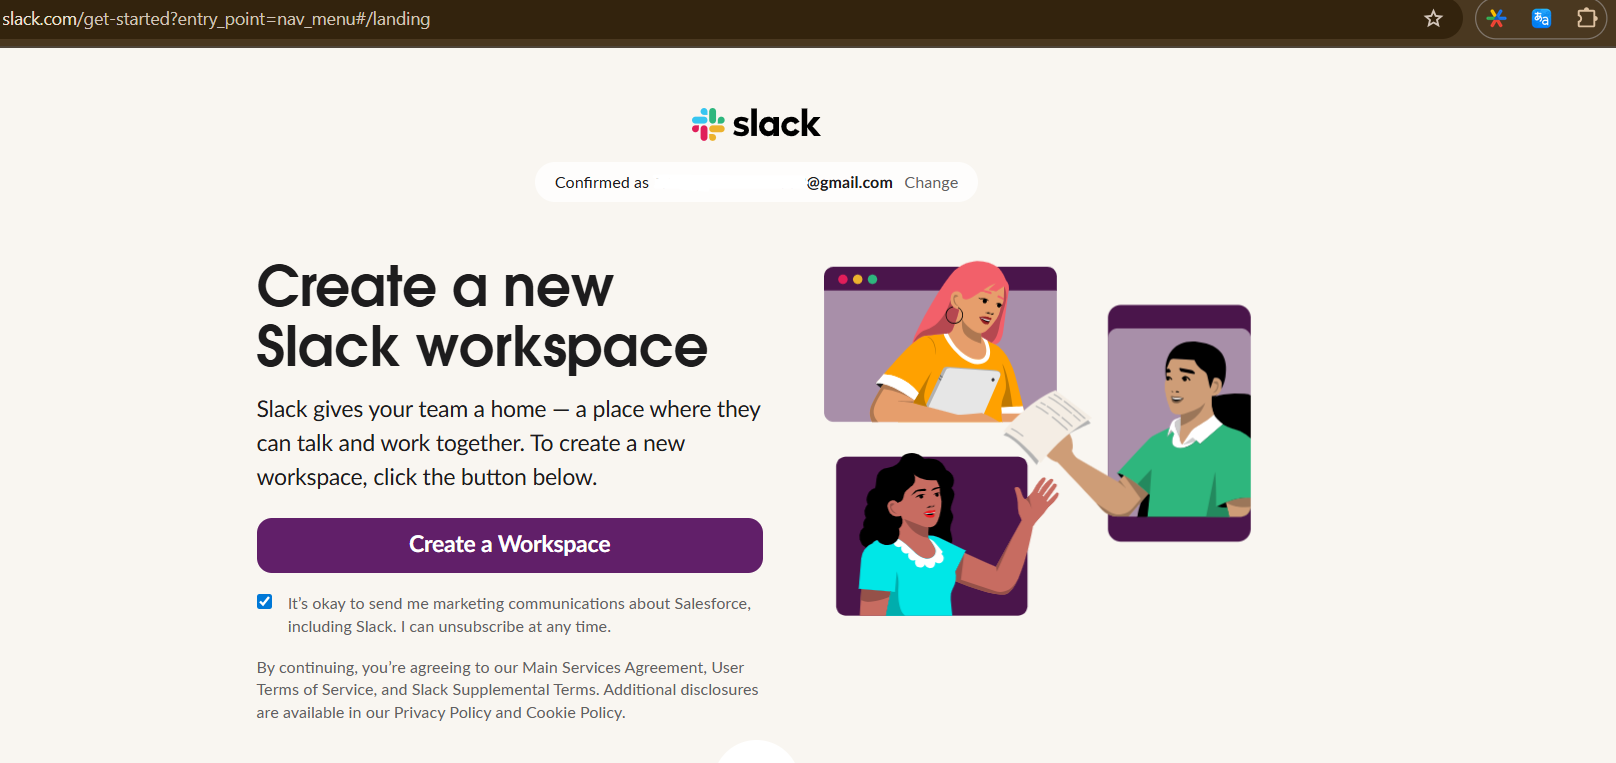 slack.com/get-started?entry_point=nav_menu#/landing
slack
Confirmed as @gmail.com Change
Create a new
Slack workspace
Slack gives your team a home — a place where they
can talk and work together. To create a new
workspace, click the button below.
Create a Workspace
It’s okay to send me marketing communications about Salesforce,
including Slack. I can unsubscribe at any time.
By continuing, you’re agreeing to our Main Services Agreement, User
Terms of Service, and Slack Supplemental Terms. Additional disclosures
are available in our Privacy Policy and Cookie Policy.